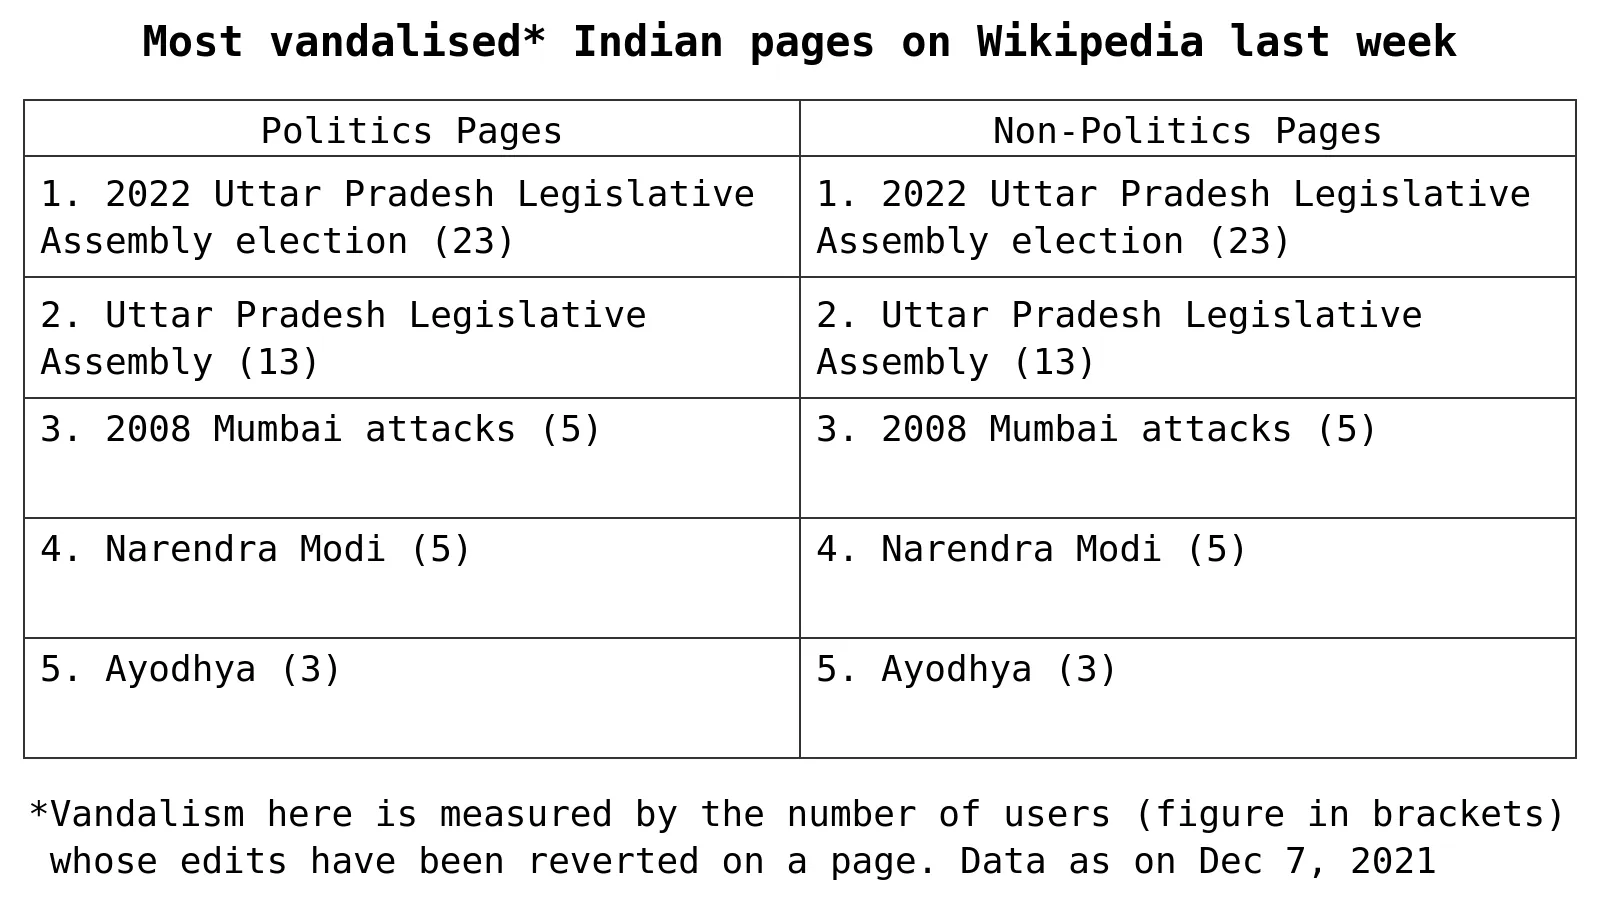 Most vandalised* Indian pages on Wikipedia last week
Politics Pages
Non-Politics Pages
1. 2022 Uttar Pradesh Legislative
Assembly election (23)
1. 2022 Uttar Pradesh Legislative
Assembly election (23)
2. Uttar Pradesh Legislative
Assembly (13)
2. Uttar Pradesh Legislative
Assembly (13)
3. 2008 Mumbai attacks (5)
3. 2008 Mumbai attacks (5)
4. Narendra Modi (5)
4. Narendra Modi (5)
5. Ayodhya (3)
5. Ayodhya (3)
*Vandalism here is measured by the number of users (figure in brackets)
whose edits have been reverted on a page. Data as on Dec 7, 2021